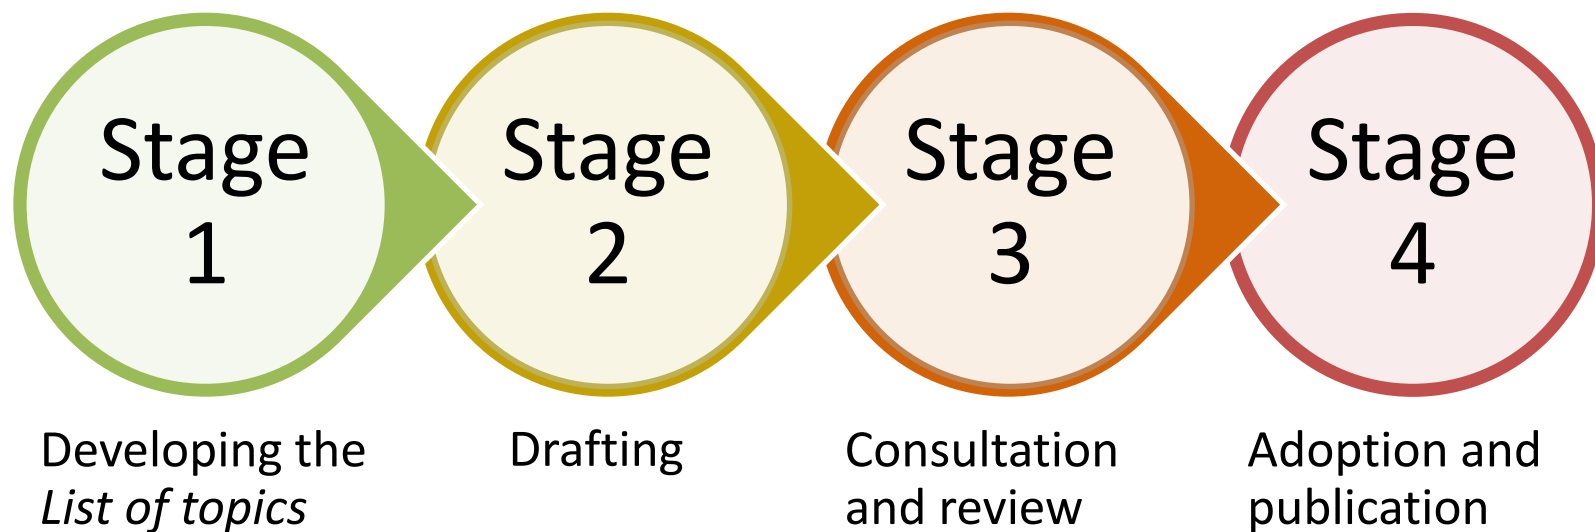 Stage
1
Stage
2
Stage
3
Stage
4
Developing the
List of topics
Drafting
Consultation
and review
Adoption and
publication